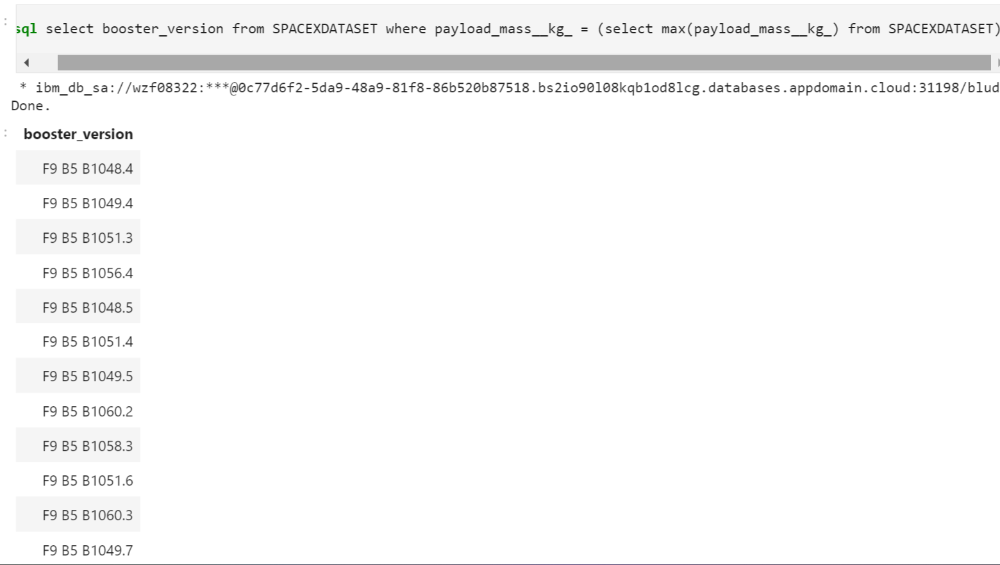 sql select booster_version from SPACEXDATASET where payload_mass__kg_ = (select max(payload_mass__kg_) from SPACEXDATASET)
* ibm_db_sa://wzf08322:***@0c77d6f2-5da9-48a9-81f8-86b520b87518.bs2io90l08kqb1od8lcg.databases.appdomain.cloud:31198/blud
Done.
booster_version
F9 B5 B1048.4
F9 B5 B1049.4
F9 B5 B1051.3
F9 B5 B1056.4
F9 B5 B1048.5
F9 B5 B1051.4
F9 B5 B1049.5
F9 B5 B1060.2
F9 B5 B1058.3
F9 B5 B1051.6
F9 B5 B1060.3
F9 B5 B1049.7